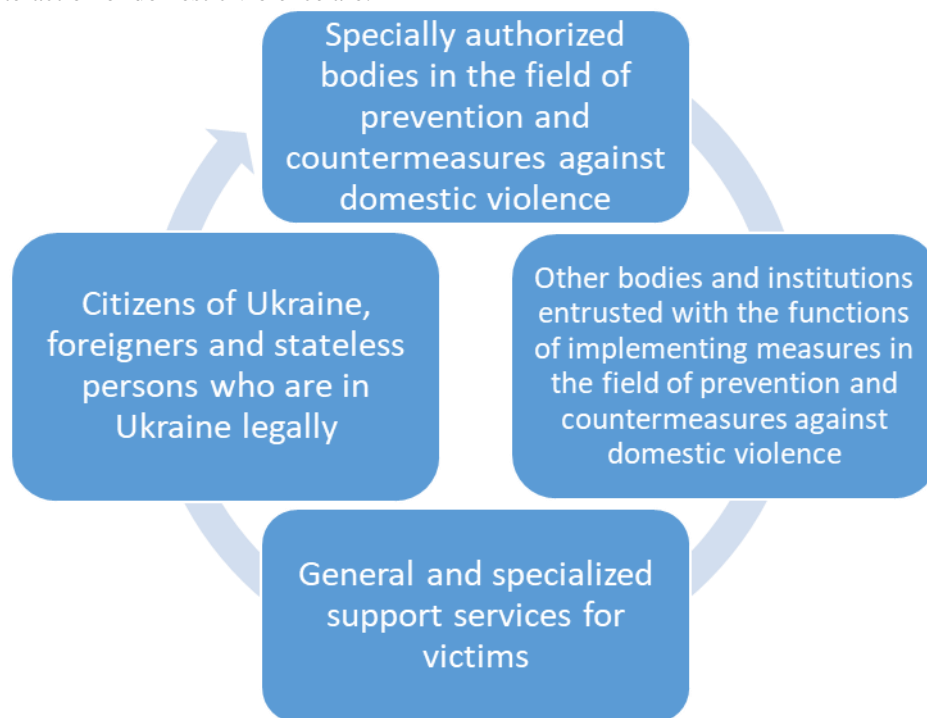 Specially authorized
bodies in the field of
prevention and
countermeasures against
domestic violence
Other bodies and institutions
entrusted with the functions
of implementing measures in
the field of prevention and
countermeasures against
domestic violence
General and specialized
support services for
victims
Citizens of Ukraine,
foreigners and stateless
persons who are in
Ukraine legally